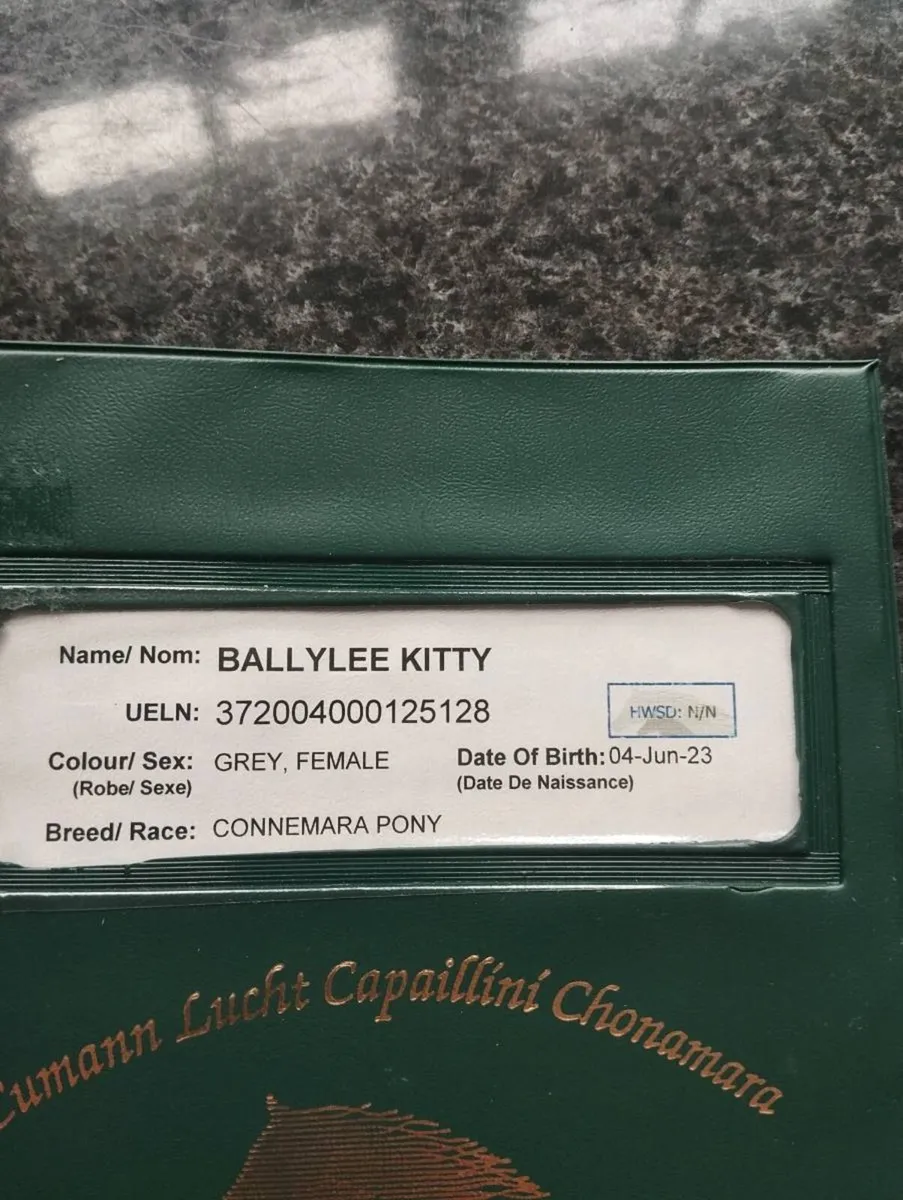 Name/ Nom: BALLYLEE KITTY
UELN: 372004000125128
HWSD: N/N
Colour/ Sex: GREY, FEMALE
Date Of Birth: 04-Jun-23
(Robe/ Sexe)
(Date De Naissance)
Breed/ Race: CONNEMARA PONY
Cumann Lucht Capaillíní Chonamara